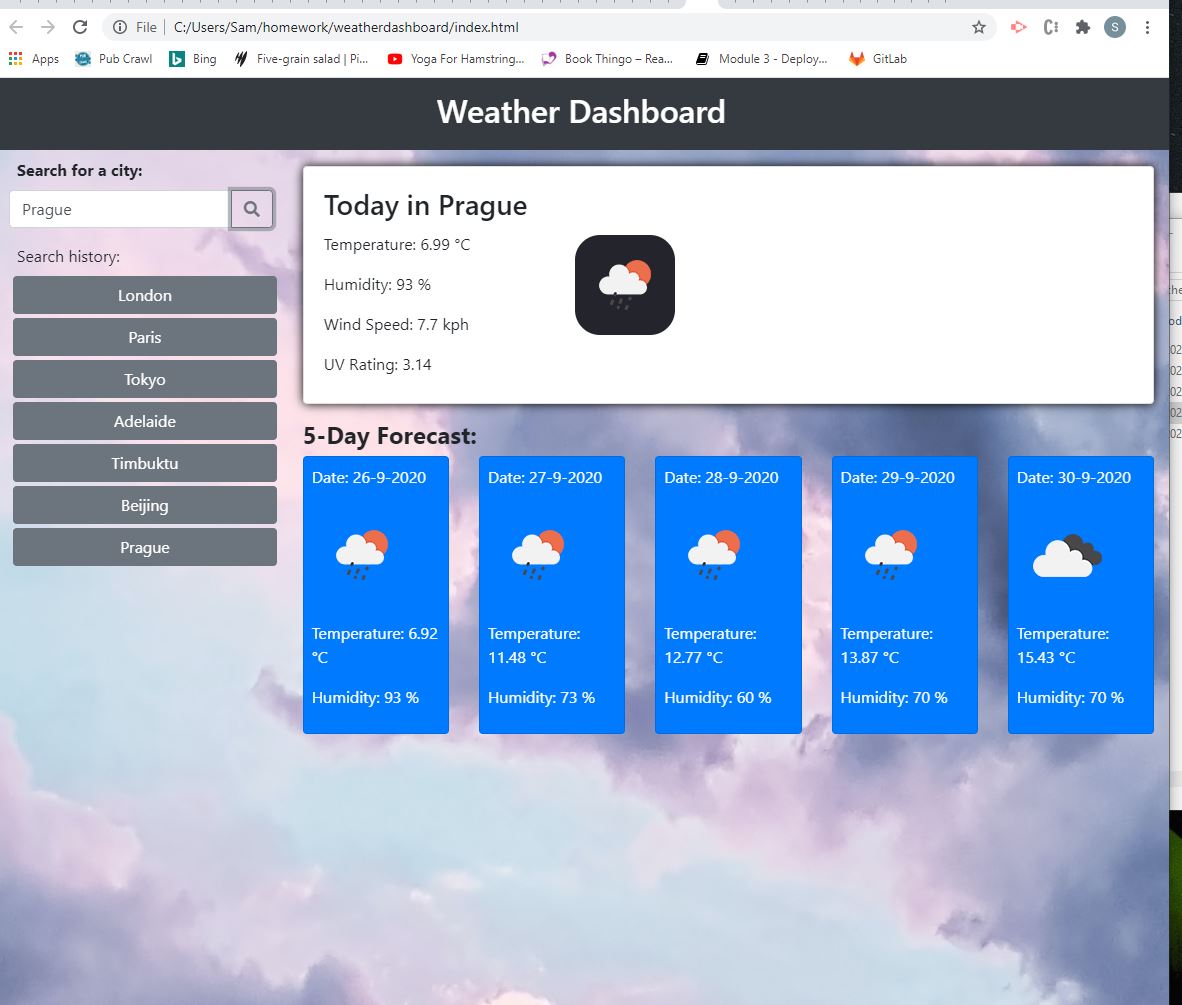 File C:/Users/Sam/homework/weatherdashboard/index.html
S
Apps Pub Crawl Bing Five-grain salad | Pi... Yoga For Hamstring... Book Thingo – Rea... Module 3 - Deploy... GitLab
Weather Dashboard
Search for a city:
Prague
Search history:
London
Paris
Tokyo
Adelaide
Timbuktu
Beijing
Prague
Today in Prague
Temperature: 6.99 °C
Humidity: 93 %
Wind Speed: 7.7 kph
UV Rating: 3.14
5-Day Forecast:
Date: 26-9-2020
Temperature: 6.92
°C
Humidity: 93 %
Date: 27-9-2020
Temperature:
11.48 °C
Humidity: 73 %
Date: 28-9-2020
Temperature:
12.77 °C
Humidity: 60 %
Date: 29-9-2020
Temperature:
13.87 °C
Humidity: 70 %
Date: 30-9-2020
Temperature:
15.43 °C
Humidity: 70 %